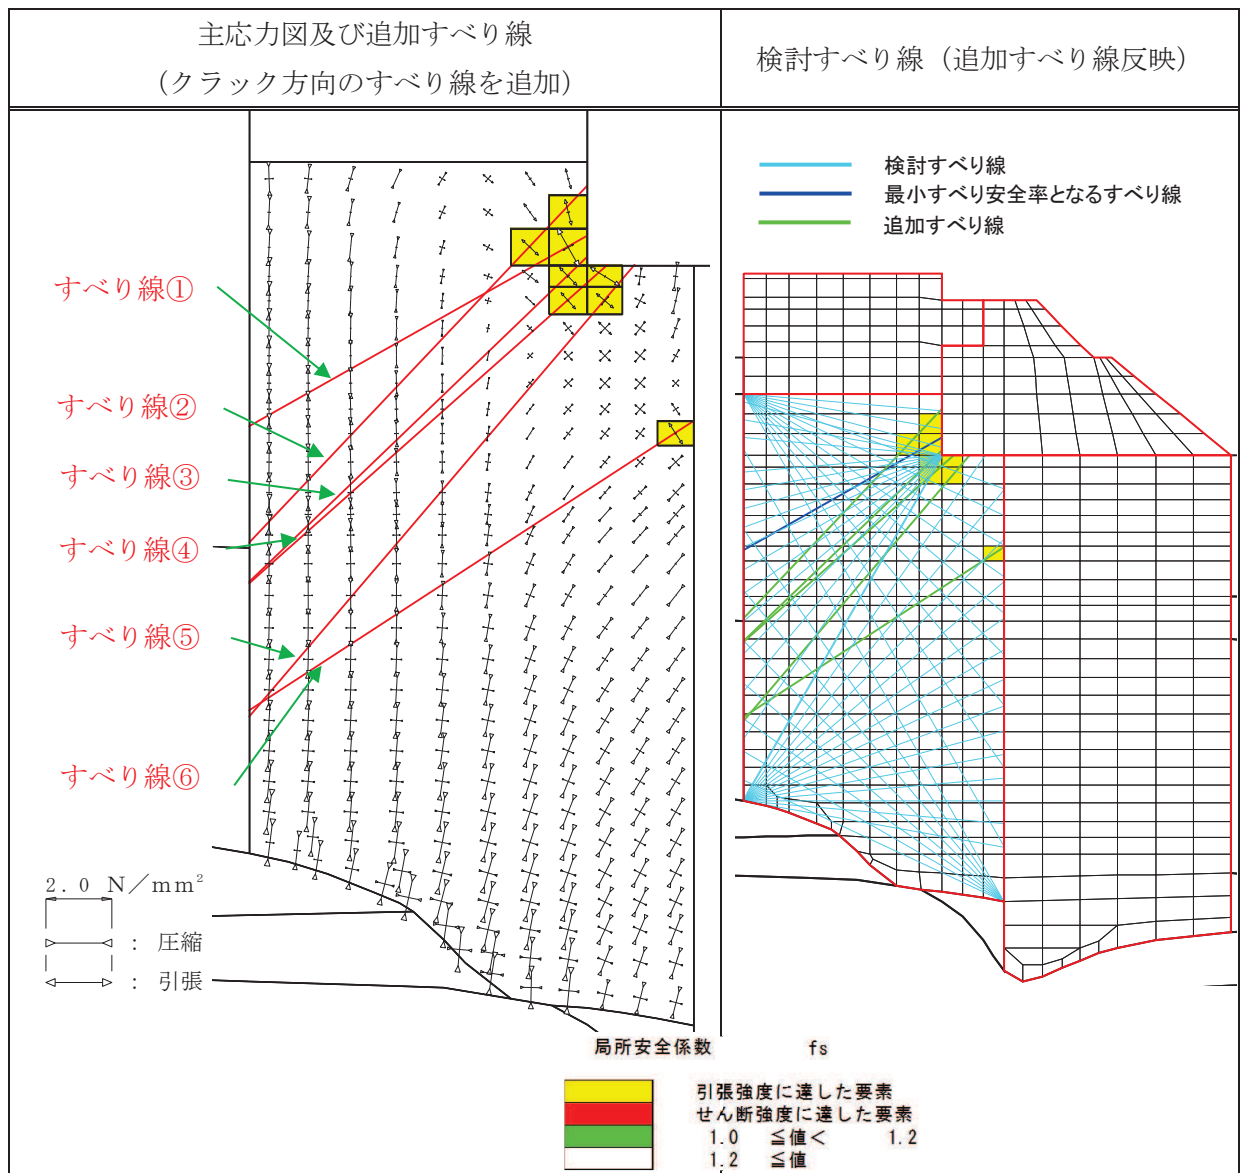 主応力図及び追加すべり線
（クラック方向のすべり線を追加）
検討すべり線（追加すべり線反映）
すべり線①
すべり線②
すべり線③
すべり線④
すべり線⑤
すべり線⑥
2.0 N／mm²
： 圧縮
： 引張
検討すべり線
最小すべり安全率となるすべり線
追加すべり線
局所安全係数 fs
引張強度に達した要素
せん断強度に達した要素
1.0 ≦値＜ 1.2
1.2 ≦値